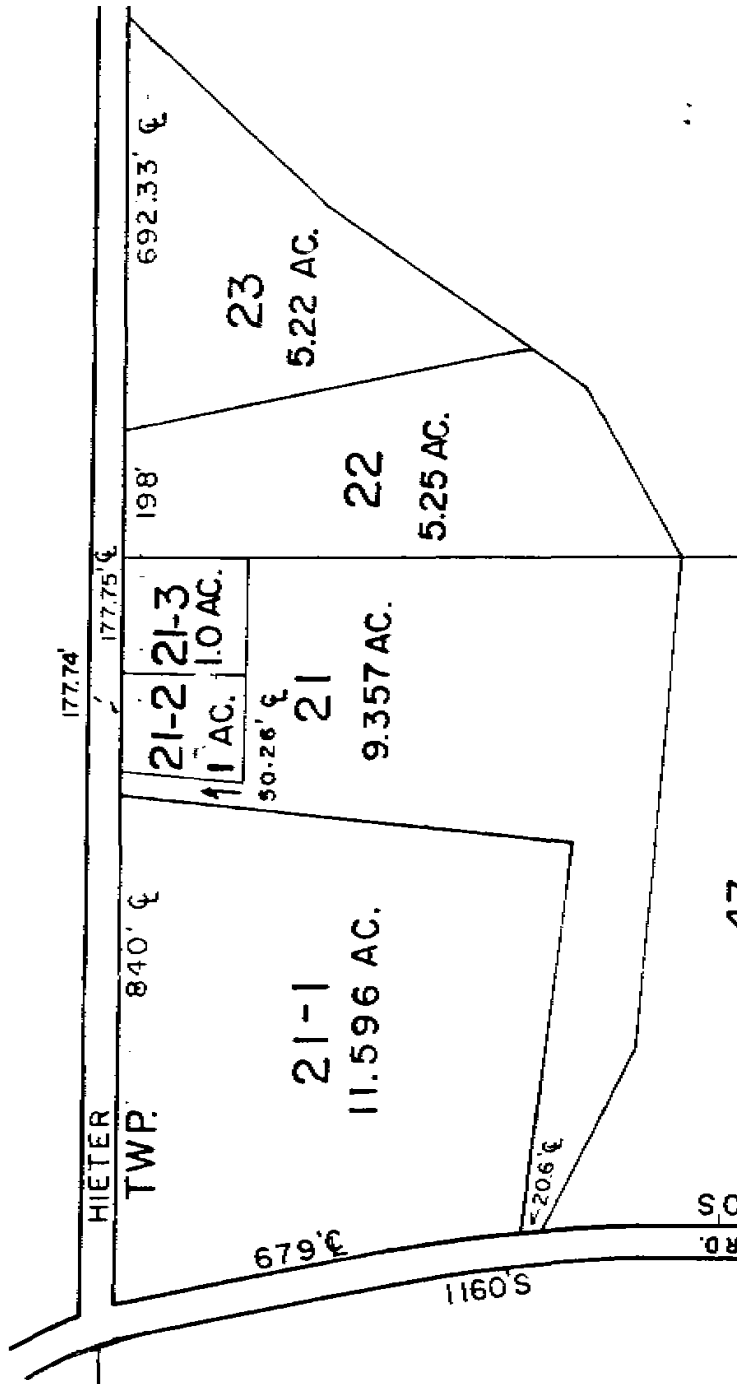 177.74'
177.75' ℄
HIETER
TWP.
840' ℄
198'
692.33' ℄
21-2
1 AC.
21-3
1.0 AC.
50.26' ℄
23
5.22 AC.
22
5.25 AC.
21
9.357 AC.
21-1
11.596 AC.
20.6' ℄
1160'S
RD.